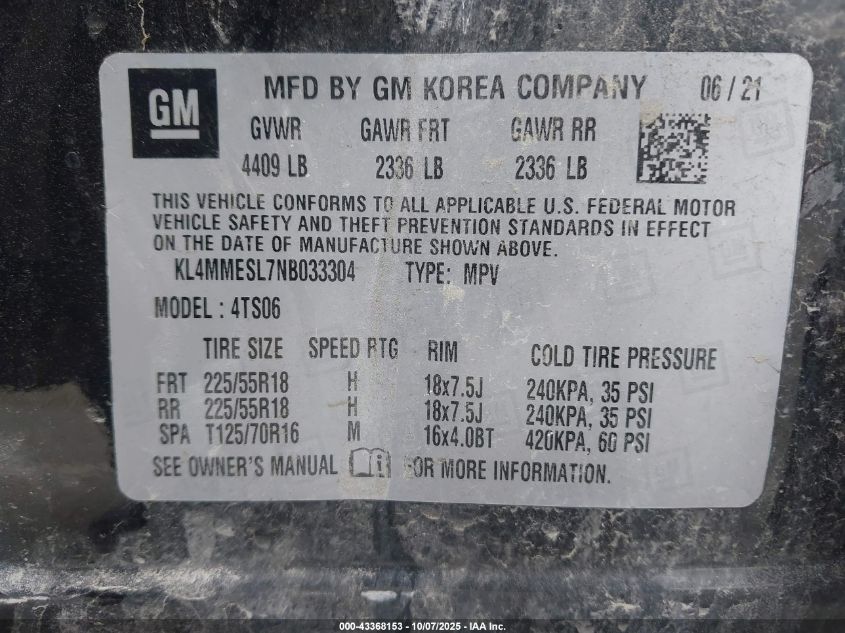 GM
MFD BY GM KOREA COMPANY 06 / 21
GVWR GAWR FRT GAWR RR
4409 LB 2336 LB 2336 LB
THIS VEHICLE CONFORMS TO ALL APPLICABLE U.S. FEDERAL MOTOR
VEHICLE SAFETY AND THEFT PREVENTION STANDARDS IN EFFECT
ON THE DATE OF MANUFACTURE SHOWN ABOVE.
KL4MMESL7NB033304 TYPE: MPV
MODEL : 4TS06
TIRE SIZE SPEED RTG RIM COLD TIRE PRESSURE
FRT 225/55R18 H 18x7.5J 240KPA, 35 PSI
RR 225/55R18 H 18x7.5J 240KPA, 35 PSI
SPA T125/70R16 M 16x4.0BT 420KPA, 60 PSI
SEE OWNER'S MANUAL FOR MORE INFORMATION.
000-43368153 - 10/07/2025 - IAA Inc.